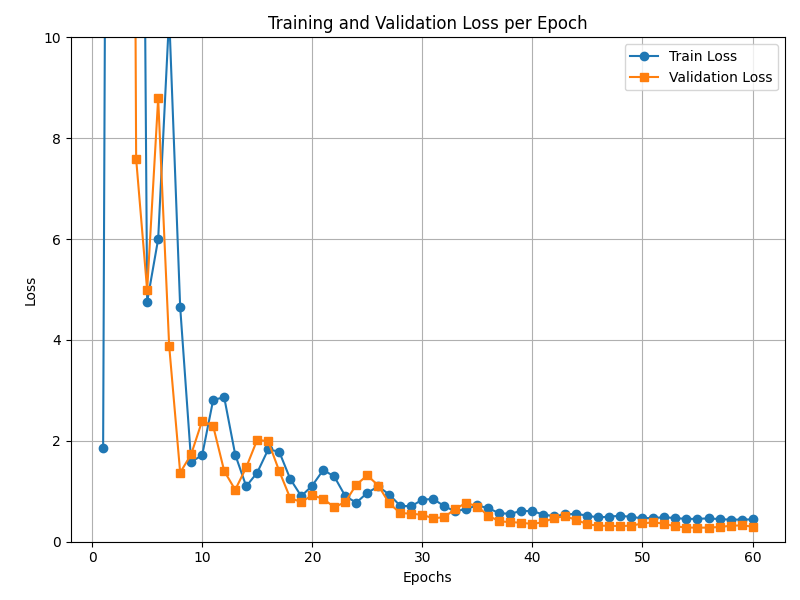 Training and Validation Loss per Epoch
Train Loss
Validation Loss
Loss
10
8
6
4
2
0
0 10 20 30 40 50 60
Epochs